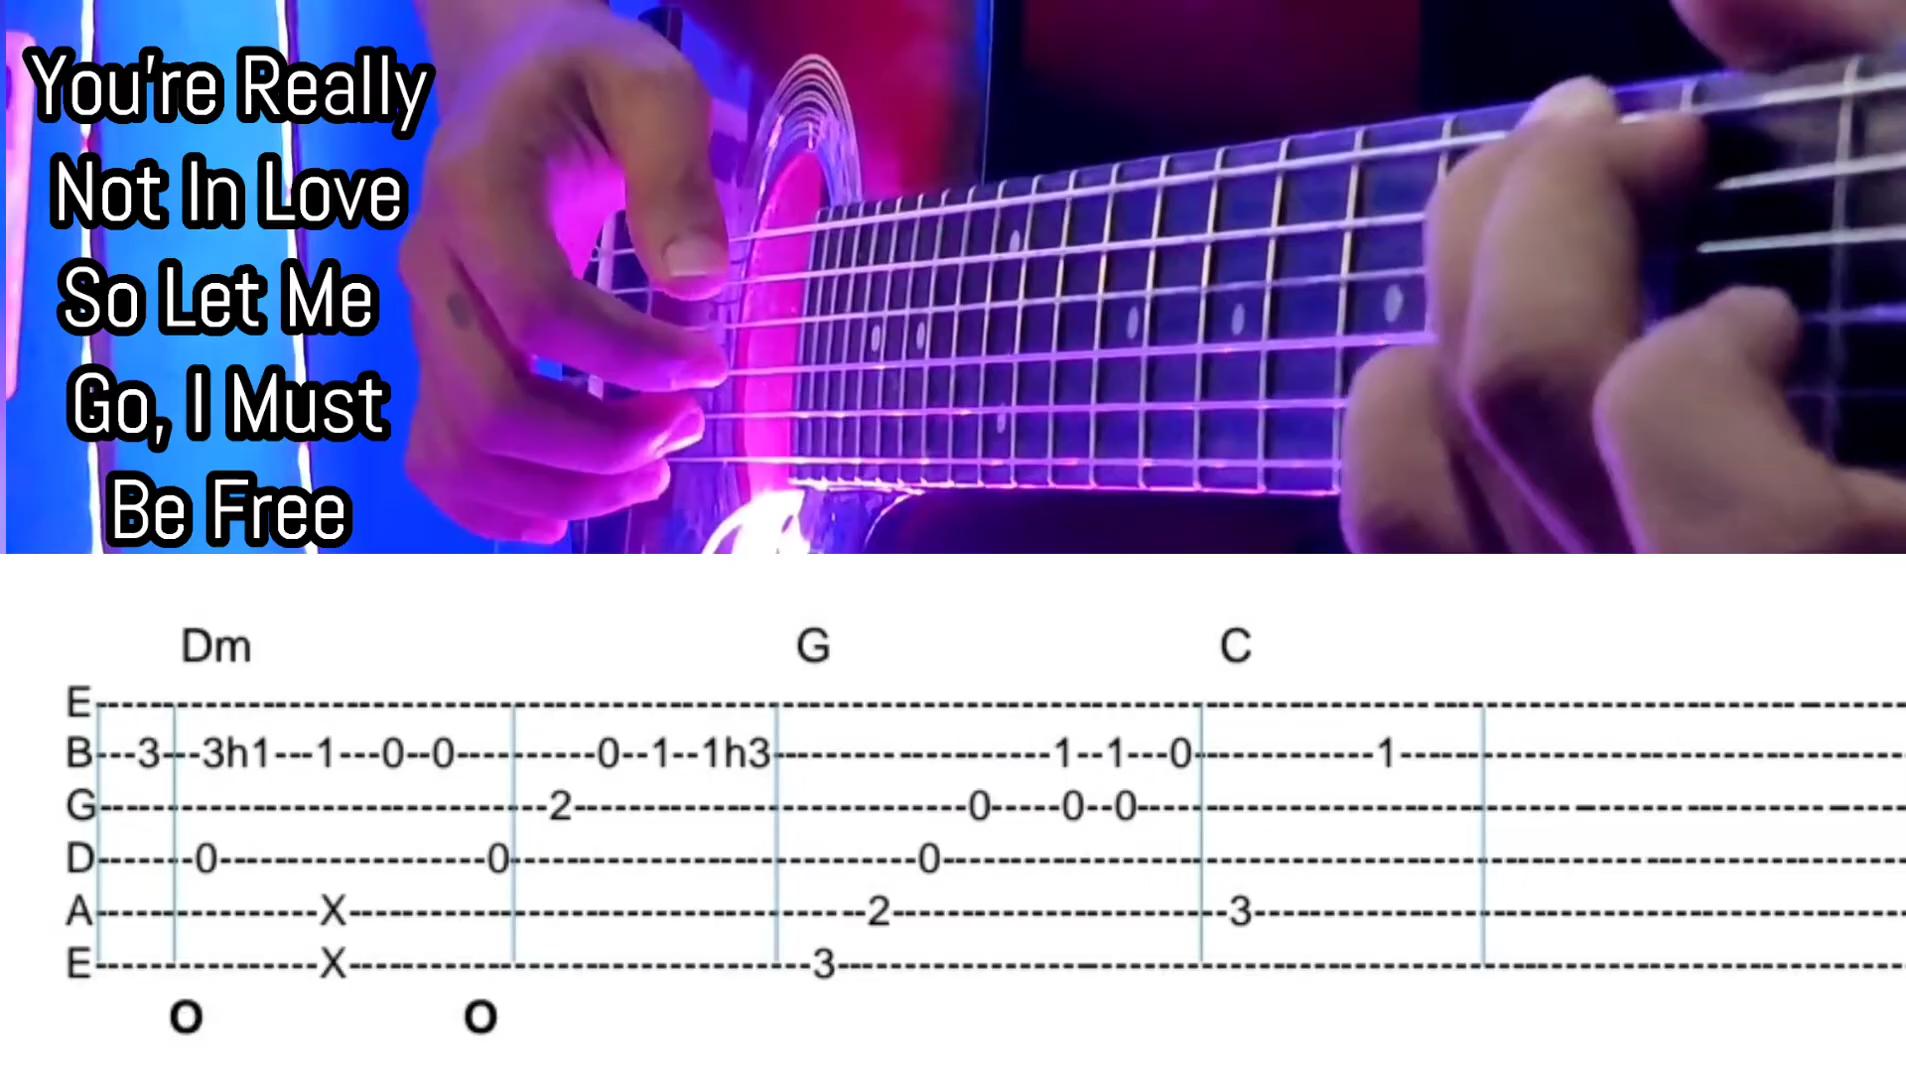 You're Really
Not In Love
So Let Me
Go, I Must
Be Free
Dm G C
E---------------------------------------------------------------
B---3---3h1---1---0--0---------0--1--1h3---------------------1--1---0-----------1--------
G----------------------------------2-------------------------0-----0--0-----------------
D-------0----------------------0--------------------------0-----------------------------
A----------------X---------------------------------2-----------------------3-------------
E----------------X------------------------------3---------------------------------------
O O